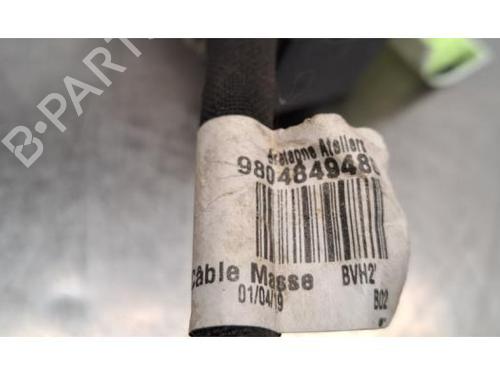 B-PARTS
Bretagne Ateliers
980484948
câble Masse BVH2'
01/04/19
B02